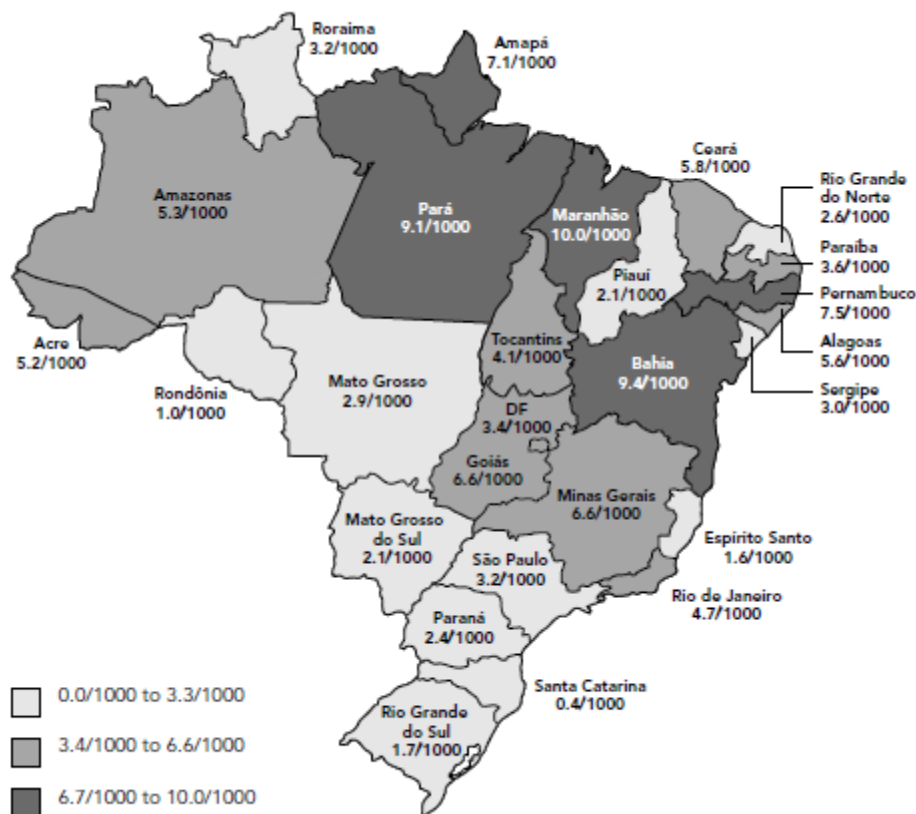 Roraima
3.2/1000
Amapá
7.1/1000
Ceará
5.8/1000
Rio Grande
do Norte
2.6/1000
Amazonas
5.3/1000
Pará
9.1/1000
Maranhão
10.0/1000
Paraíba
3.6/1000
Piauí
2.1/1000
Pernambuco
7.5/1000
Acre
5.2/1000
Tocantins
4.1/1000
Alagoas
5.6/1000
Rondônia
1.0/1000
Mato Grosso
2.9/1000
Bahia
9.4/1000
Sergipe
3.0/1000
DF
3.4/1000
Goiás
6.6/1000
Minas Gerais
6.6/1000
Mato Grosso
do Sul
2.1/1000
São Paulo
3.2/1000
Espírito Santo
1.6/1000
Rio de Janeiro
4.7/1000
Paraná
2.4/1000
Santa Catarina
0.4/1000
Rio Grande
do Sul
1.7/1000
0.0/1000 to 3.3/1000
3.4/1000 to 6.6/1000
6.7/1000 to 10.0/1000